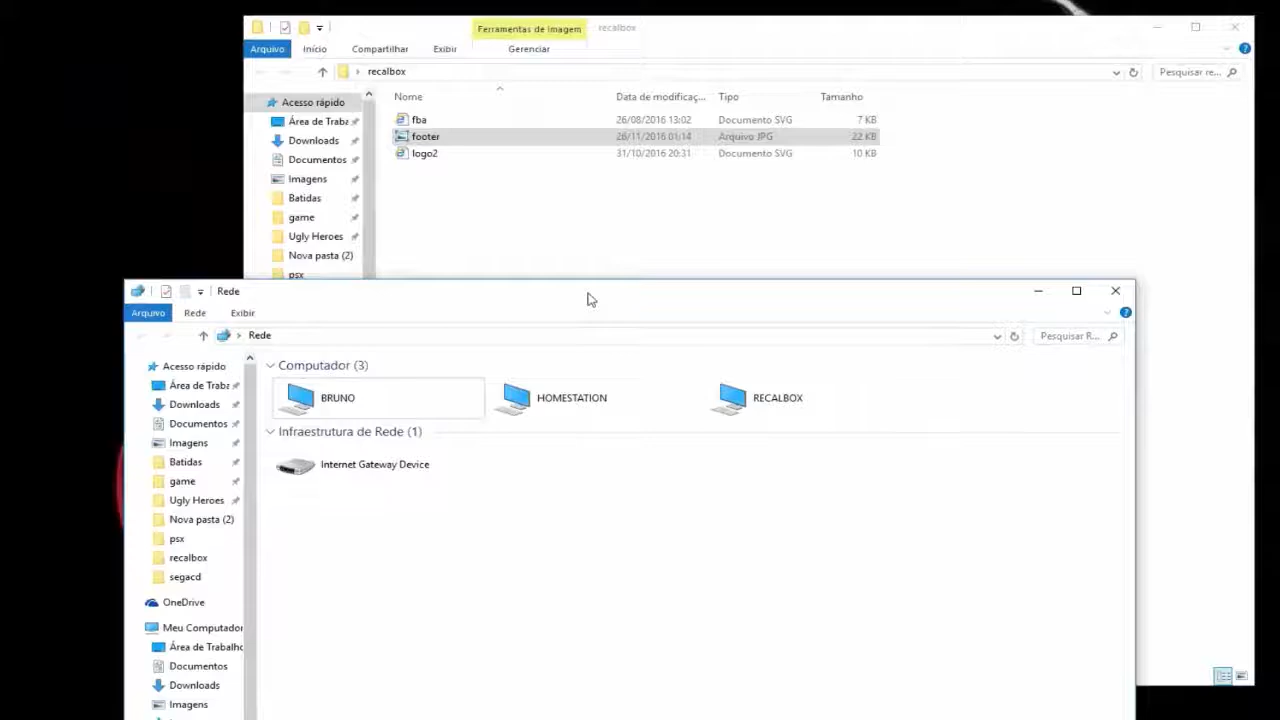 Ferramentas de Imagem recalbox
Arquivo Início Compartilhar Exibir Gerenciar
recalbox Pesquisar re...
Nome Data de modificaç... Tipo Tamanho
Acesso rápido
Área de Traba
Downloads
Documentos
Imagens
Batidas
game
Ugly Heroes
Nova pasta (2)
psx
fba 26/08/2016 13:02 Documento SVG 7 KB
footer 26/11/2016 01:14 Arquivo JPG 22 KB
logo2 31/10/2016 20:31 Documento SVG 10 KB
Rede
Arquivo Rede Exibir
Rede Pesquisar R...
Acesso rápido
Área de Traba
Downloads
Documentos
Imagens
Batidas
game
Ugly Heroes
Nova pasta (2)
psx
recalbox
segacd
OneDrive
Meu Computador
Área de Trabalho
Documentos
Downloads
Imagens
Computador (3)
BRUNO HOMESTATION RECALBOX
Infraestrutura de Rede (1)
Internet Gateway Device